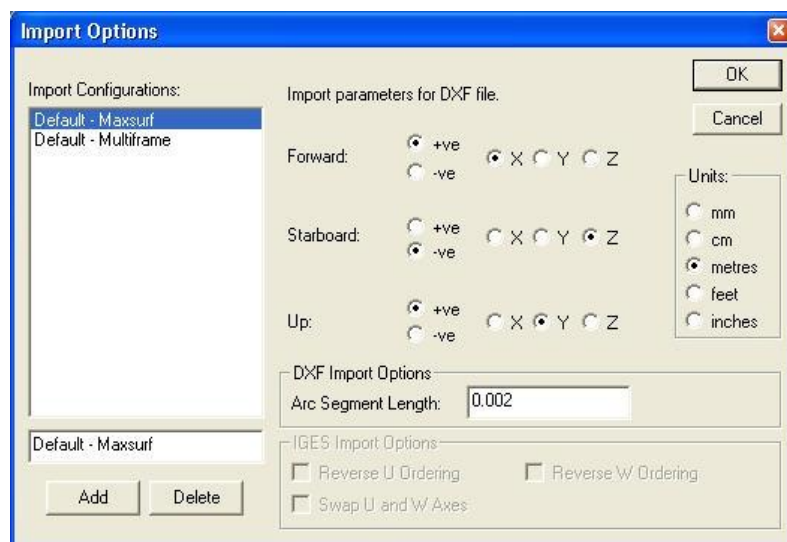 Import Options
Import Configurations:
Default - Maxsurf
Default - Multiframe
Default - Maxsurf
Add
Delete
Import parameters for DXF file.
Forward:
+ve
-ve
X Y Z
Starboard:
+ve
-ve
X Y Z
Up:
+ve
-ve
X Y Z
DXF Import Options
Arc Segment Length:
0.002
IGES Import Options
Reverse U Ordering
Reverse W Ordering
Swap U and W Axes
OK
Cancel
Units:
mm
cm
metres
feet
inches